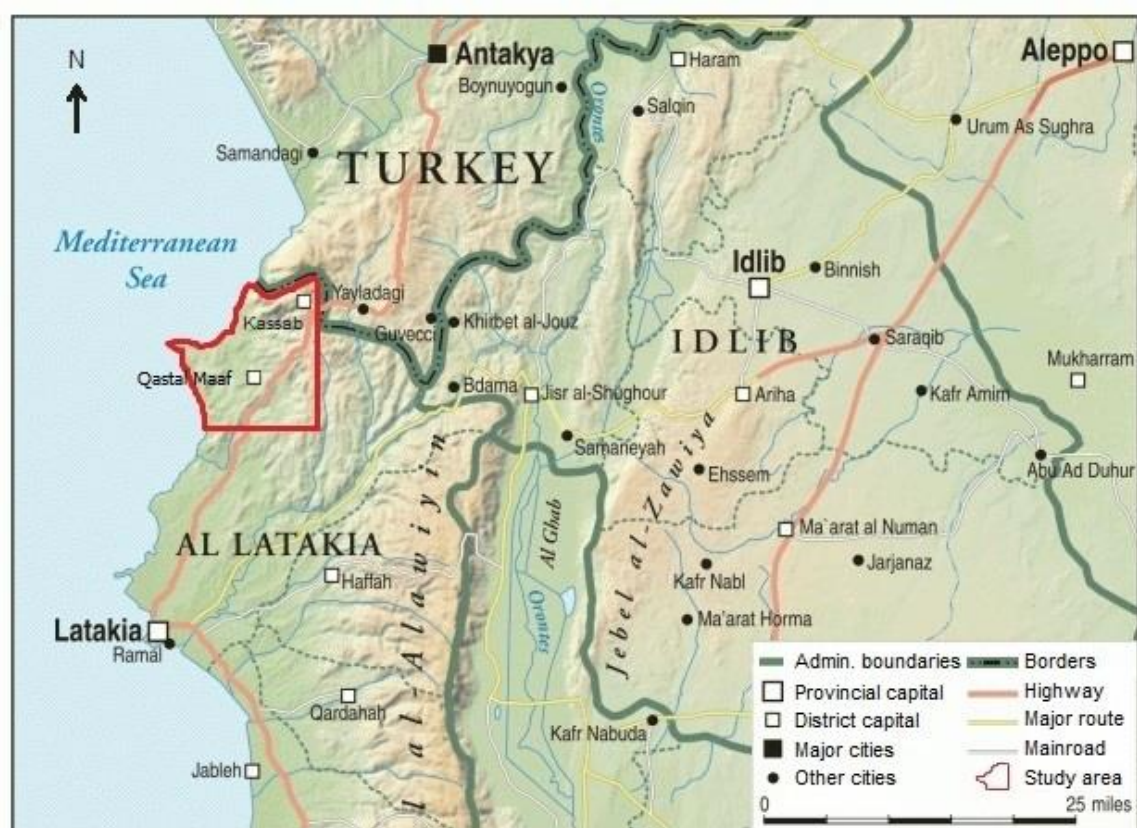 N
Antakya
Haram
Aleppo
Boynuyogun
Orontes
Salqin
Urum As Sughra
Samandagi
TURKEY
Mediterranean
Sea
Idlib
Binnish
Kassab
Yayladagi
Guvecci
Khirbet al-Jouz
IDLIB
Saraqib
Mukharram
Qastal Maaf
Bdama
Jisr al-Shughour
Ariha
Kafr Amim
Samaneyah
Ehssem
Abu Ad Duhur
AL LATAKIA
l al-Alawiyin
Al Ghab
Jebel al-Zawiya
Ma'arat al Numan
Haffah
Kafr Nabl
Jarjanaz
Latakia
Ramal
Orontes
Ma'arat Horma
Qardahah
Kafr Nabuda
Jableh
Admin. boundaries
Borders
Provincial capital
Highway
District capital
Major route
Major cities
Mainroad
Other cities
Study area
0
25 miles